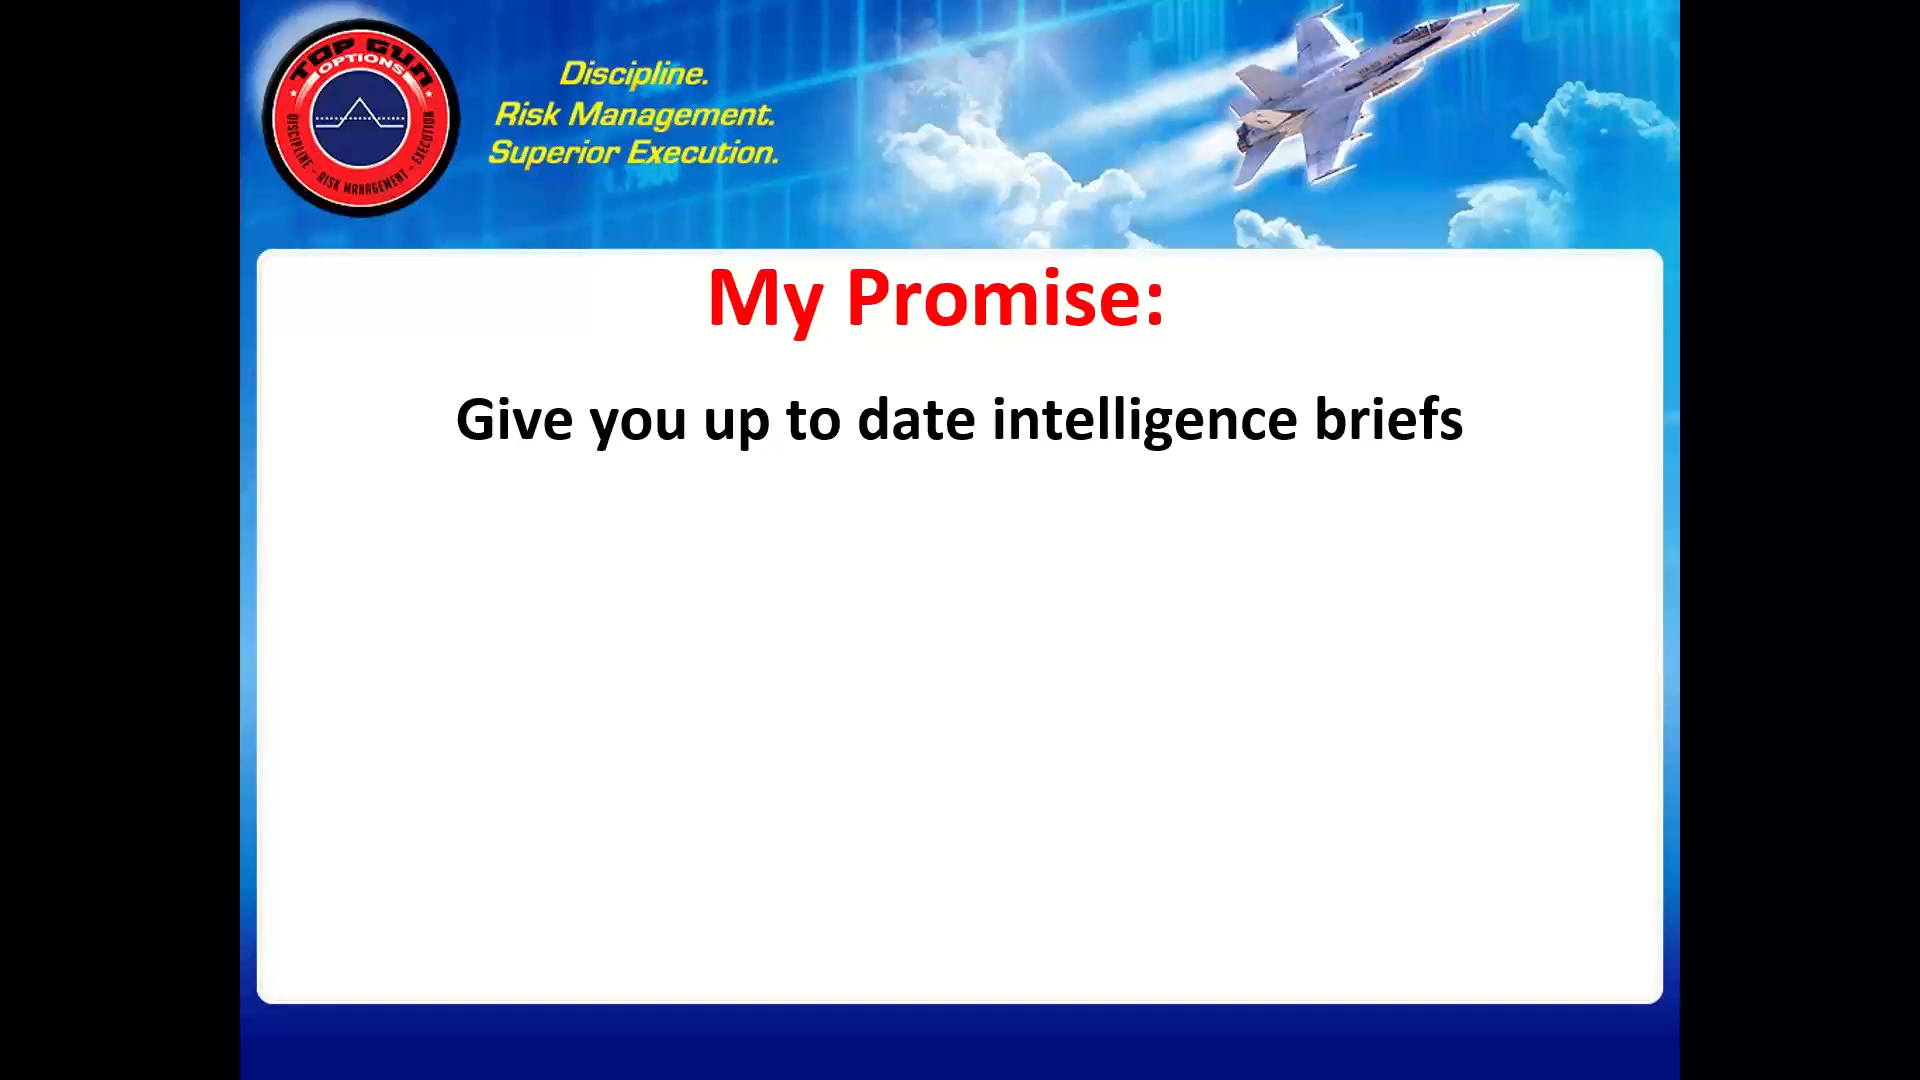 TOP GUN
OPTIONS
DISCIPLINE - RISK MANAGEMENT - EXECUTION
Discipline.
Risk Management.
Superior Execution.
My Promise:
Give you up to date intelligence briefs